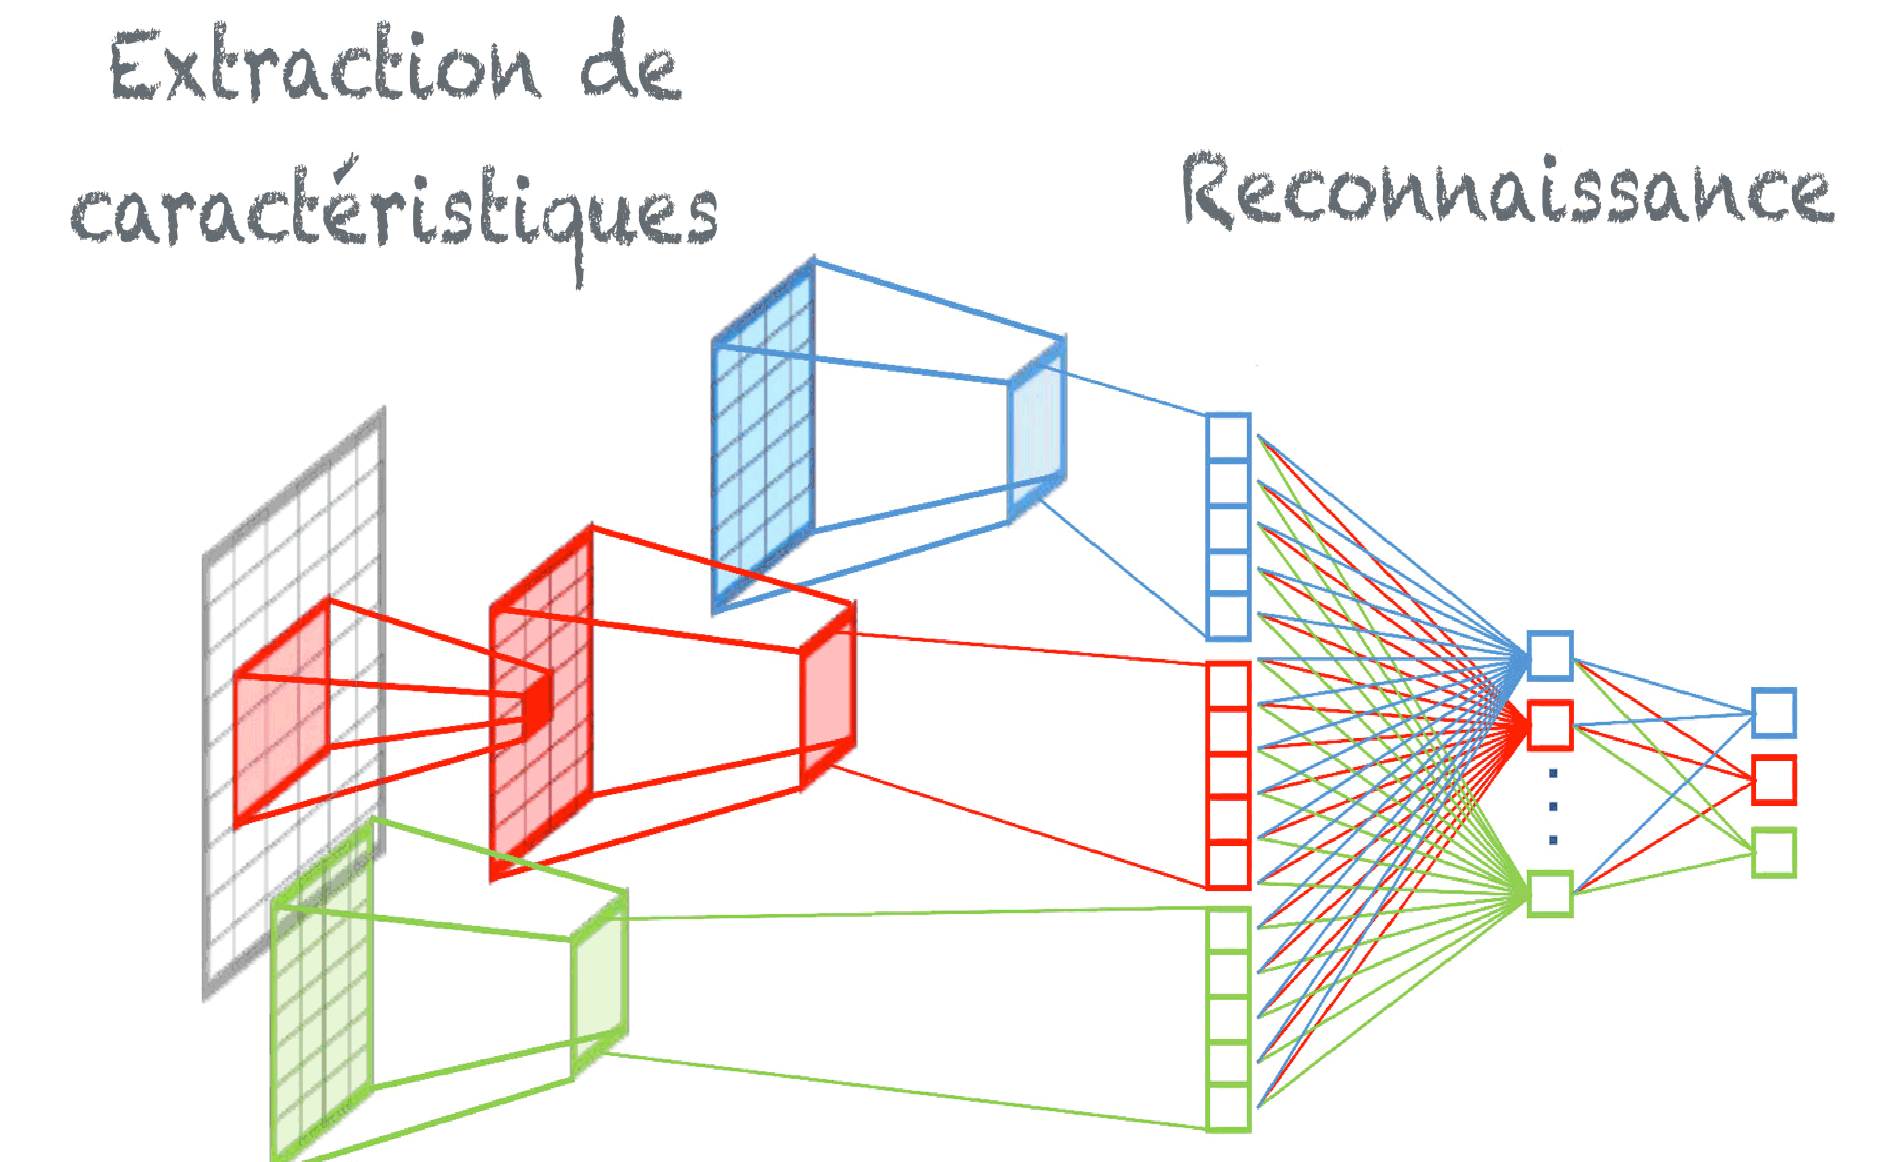 Extraction de
caractéristiques
Reconnaissance